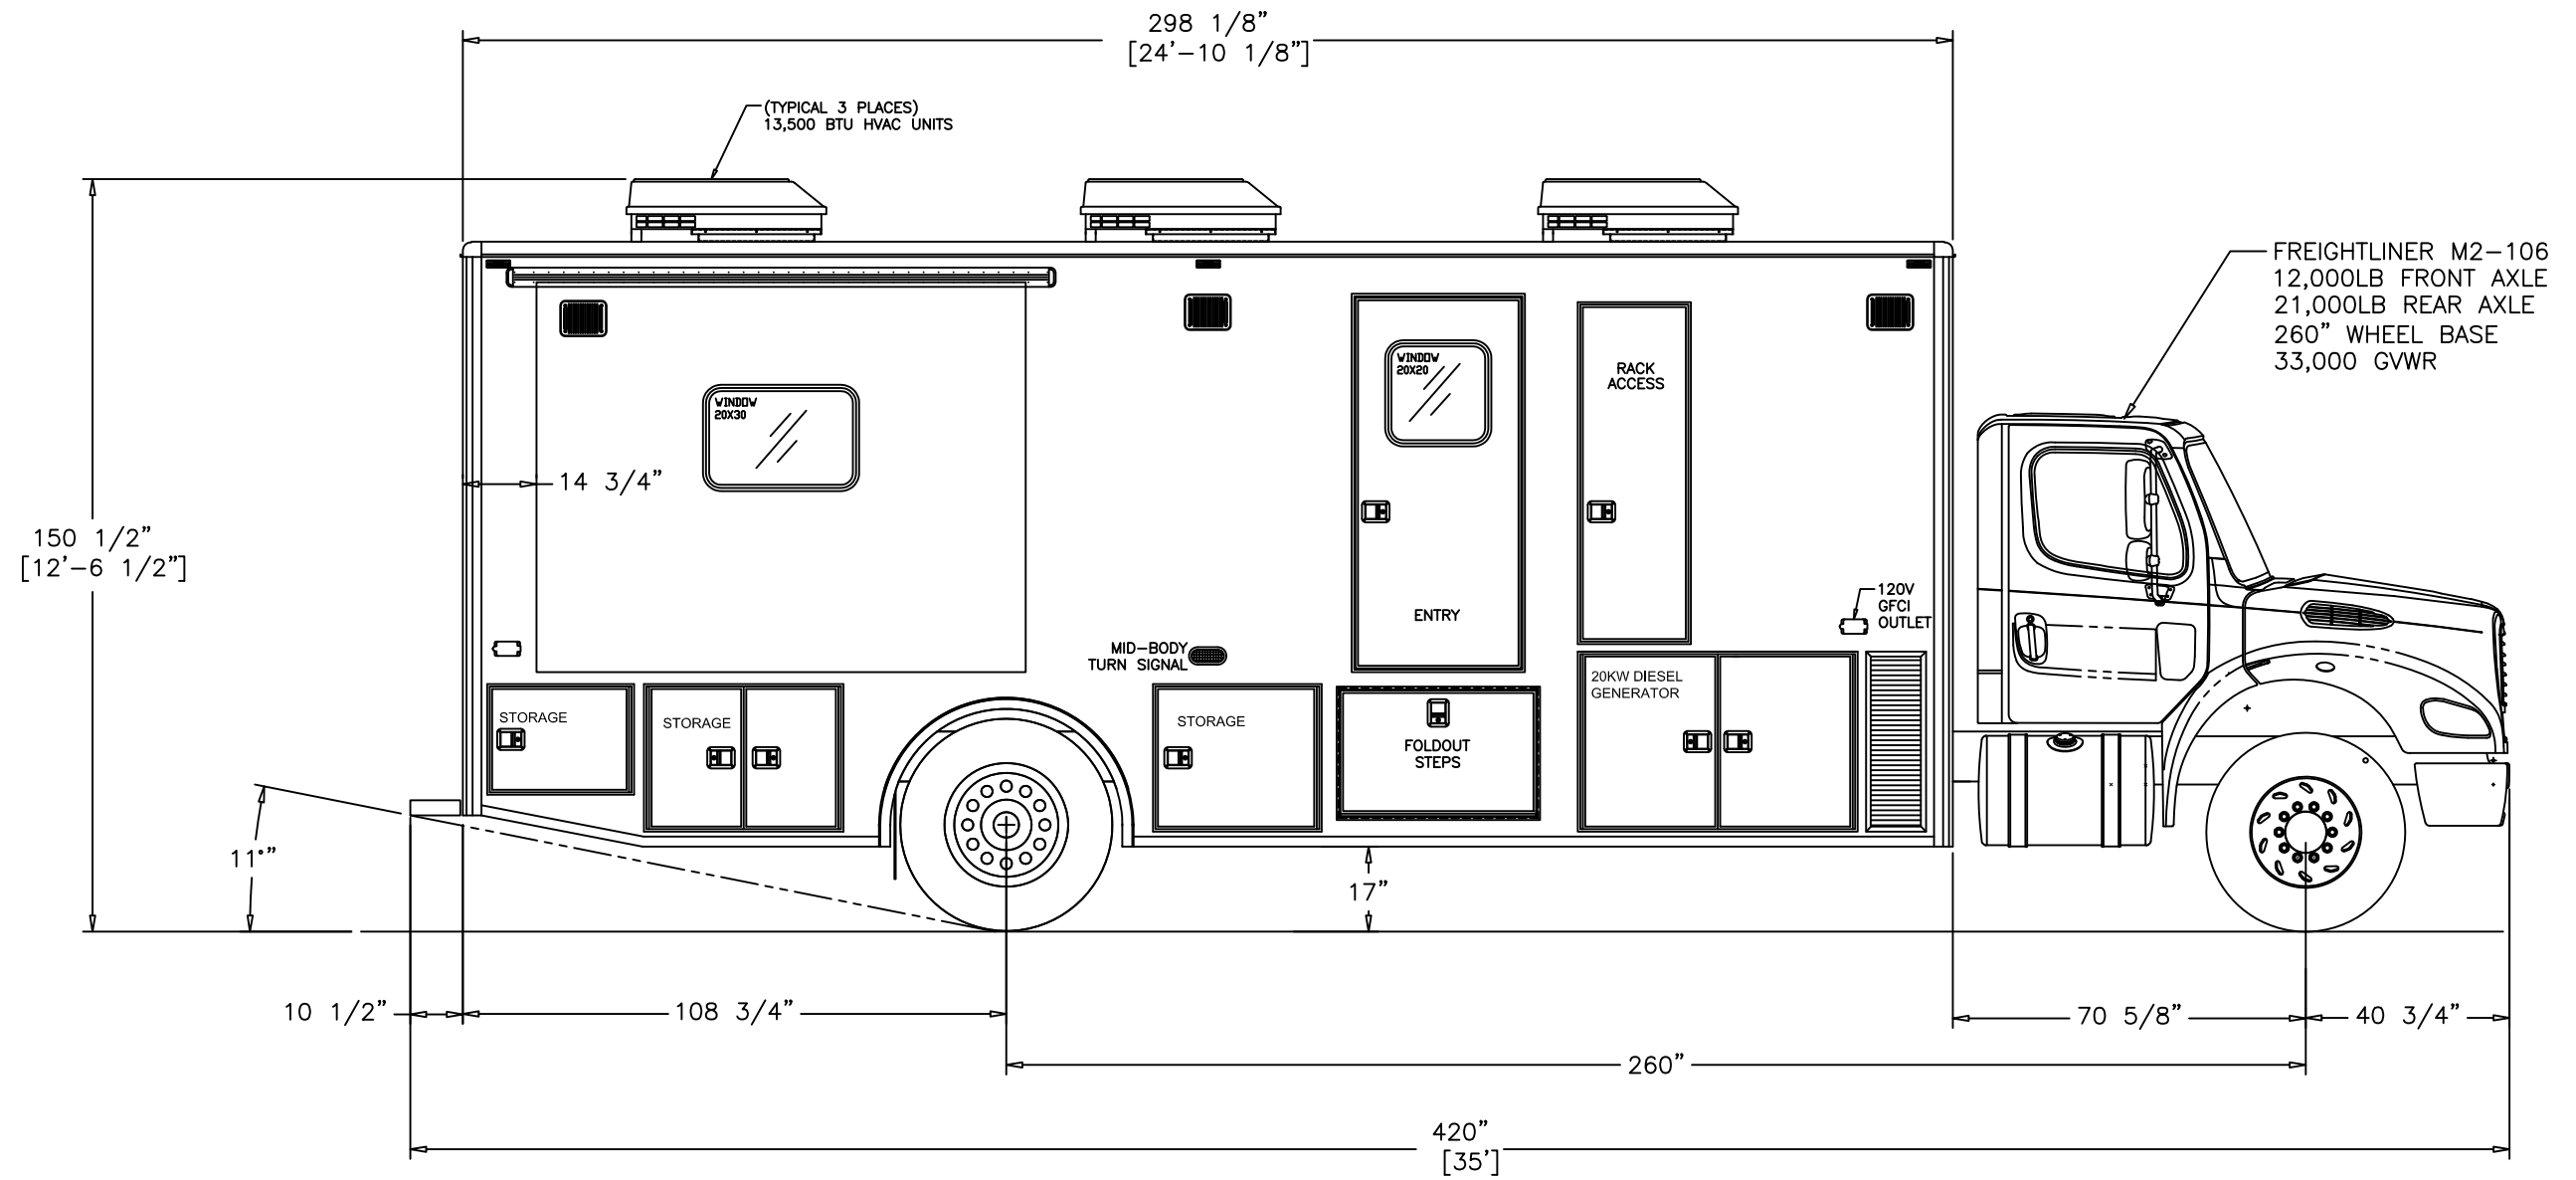 298 1/8”
[24’-10 1/8”]
(TYPICAL 3 PLACES)
13,500 BTU HVAC UNITS
FREIGHTLINER M2-106
12,000LB FRONT AXLE
21,000LB REAR AXLE
260” WHEEL BASE
33,000 GVWR
WINDOW
20X20
RACK
ACCESS
WINDOW
20X30
14 3/4”
150 1/2”
[12’-6 1/2”]
120V
GFCI
OUTLET
ENTRY
MID-BODY
TURN SIGNAL
20KW DIESEL
GENERATOR
STORAGE
STORAGE
STORAGE
FOLDOUT
STEPS
11°”
17”
10 1/2”
108 3/4”
70 5/8”
40 3/4”
260”
420”
[35’]